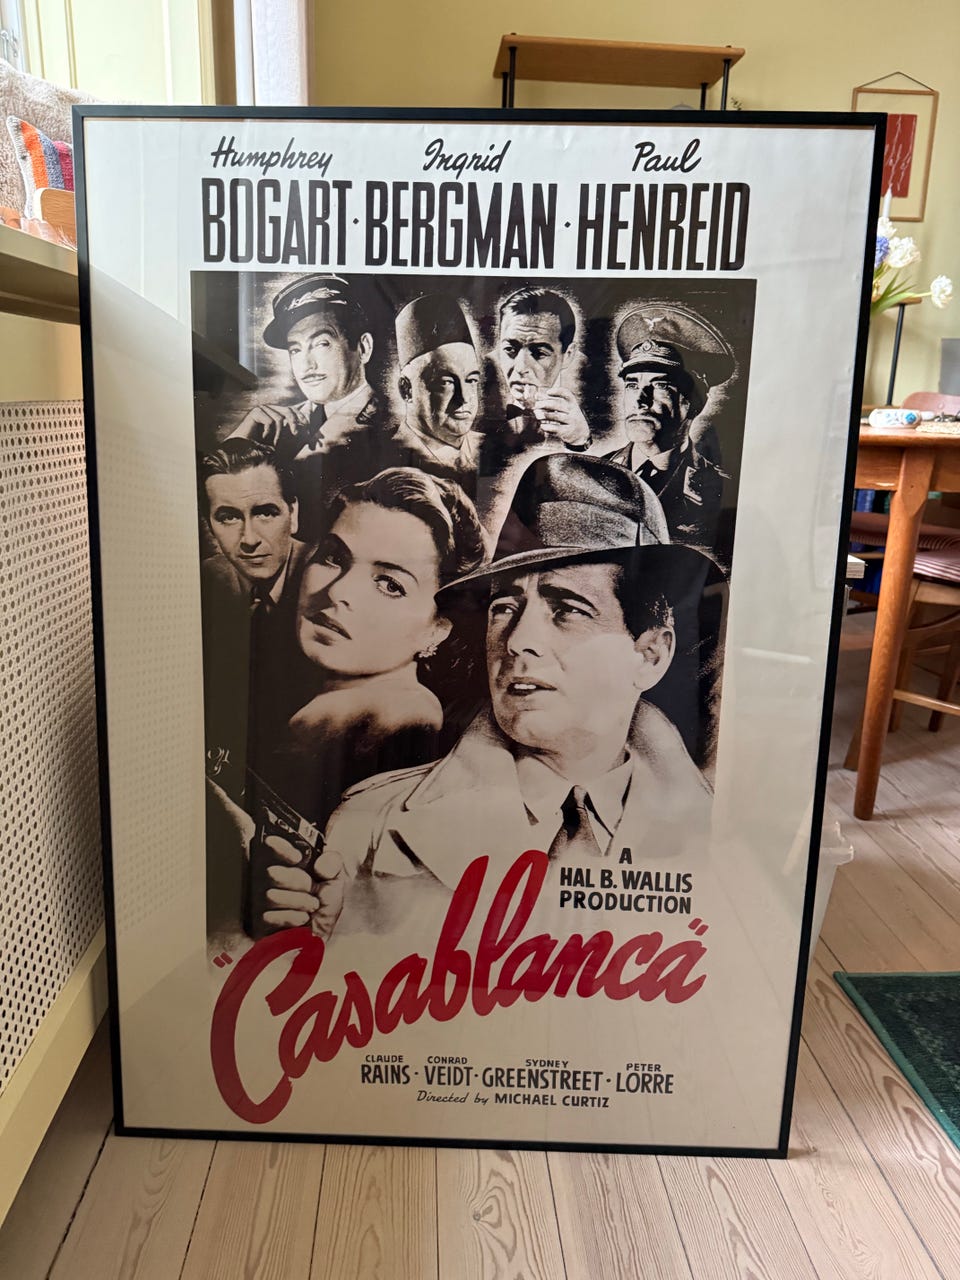 Humphrey Ingrid Paul
BOGART · BERGMAN · HENREID
A
HAL B. WALLIS
PRODUCTION
"Casablanca"
CLAUDE CONRAD SYDNEY PETER
RAINS · VEIDT · GREENSTREET · LORRE
Directed by MICHAEL CURTIZ